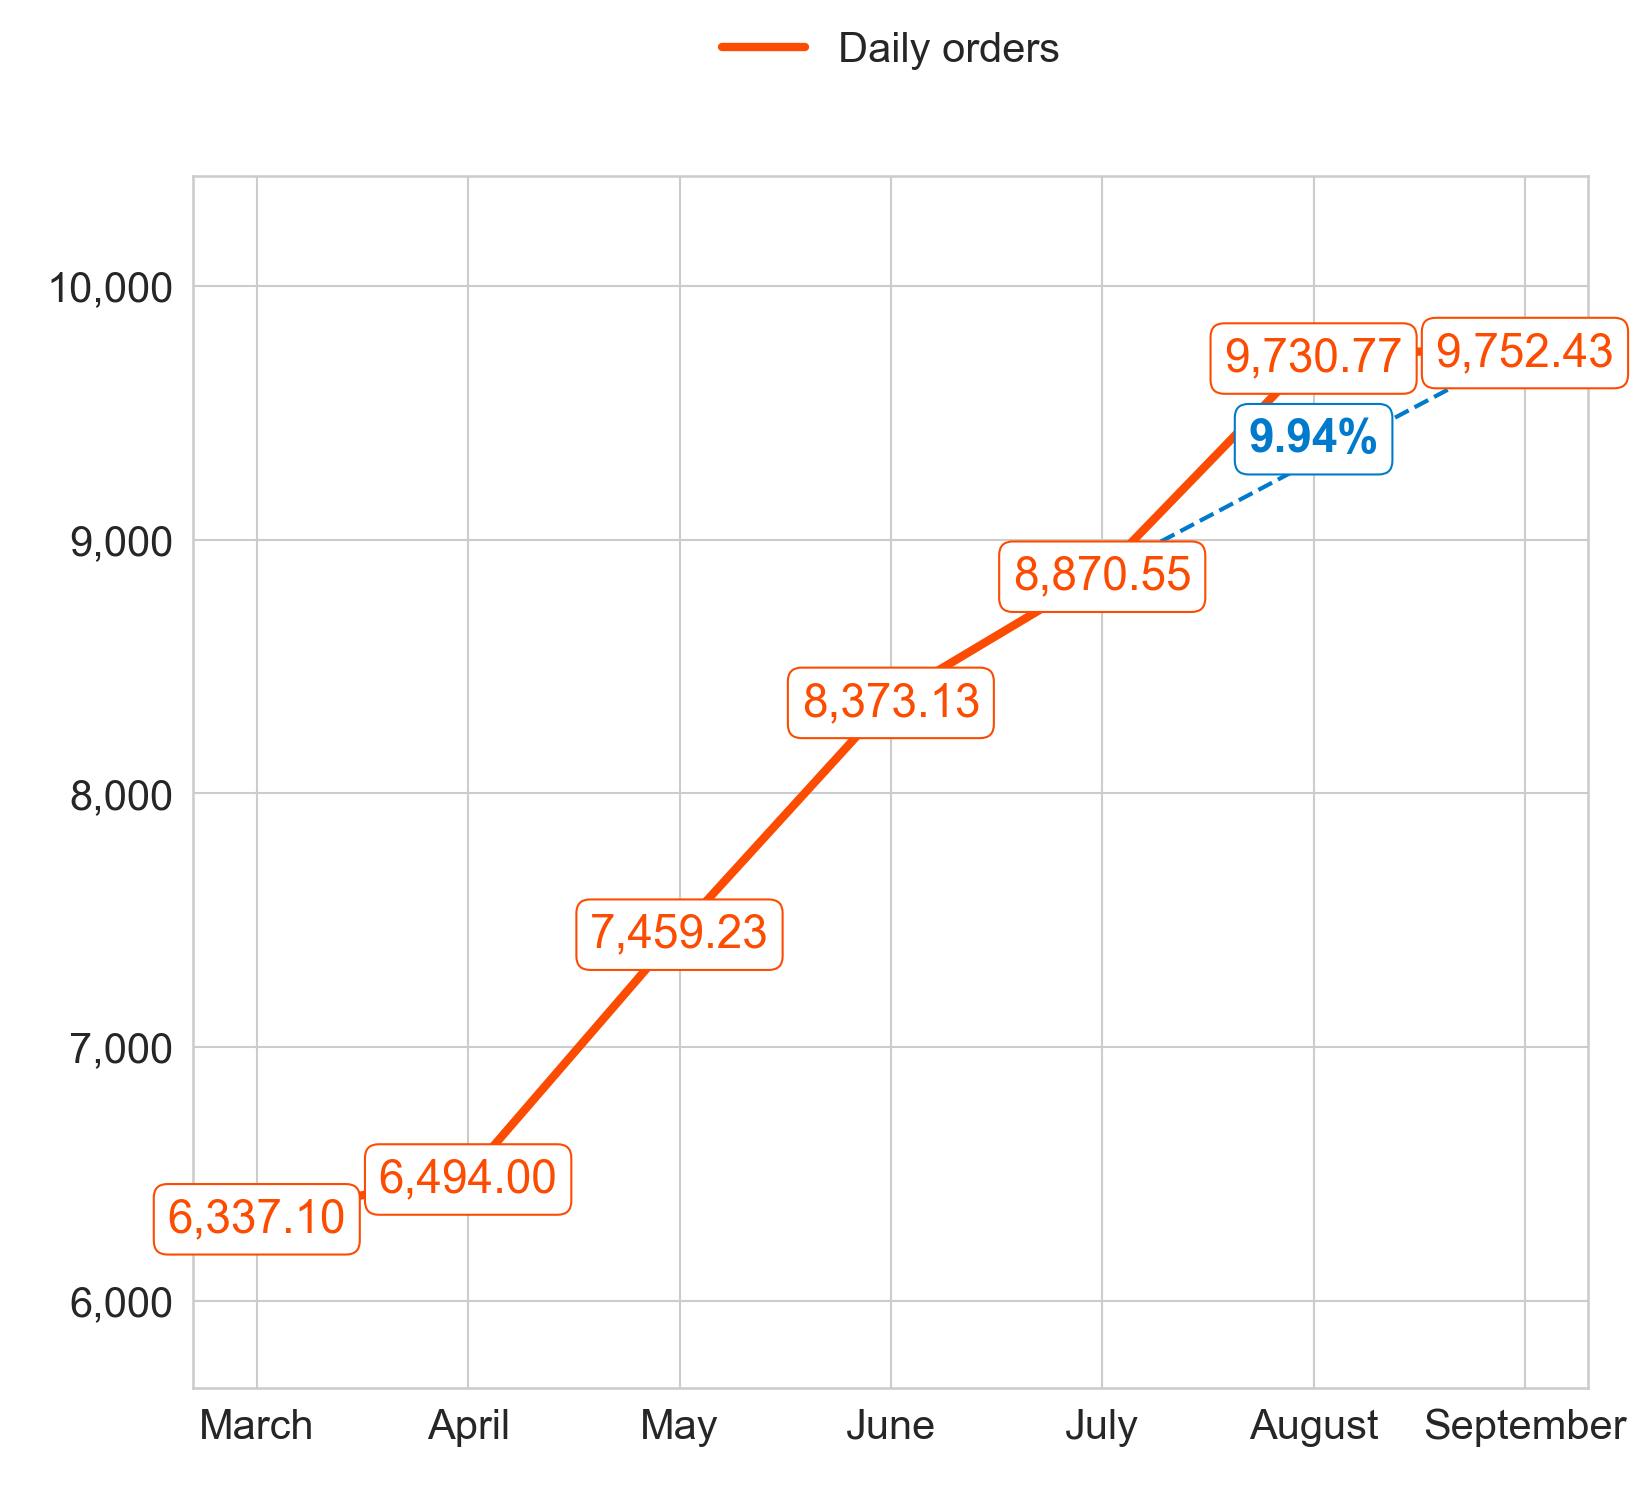 Daily orders
10,000
9,000
8,000
7,000
6,000
6,337.10
6,494.00
7,459.23
8,373.13
8,870.55
9,730.77
9,752.43
9.94%
March
April
May
June
July
August
September